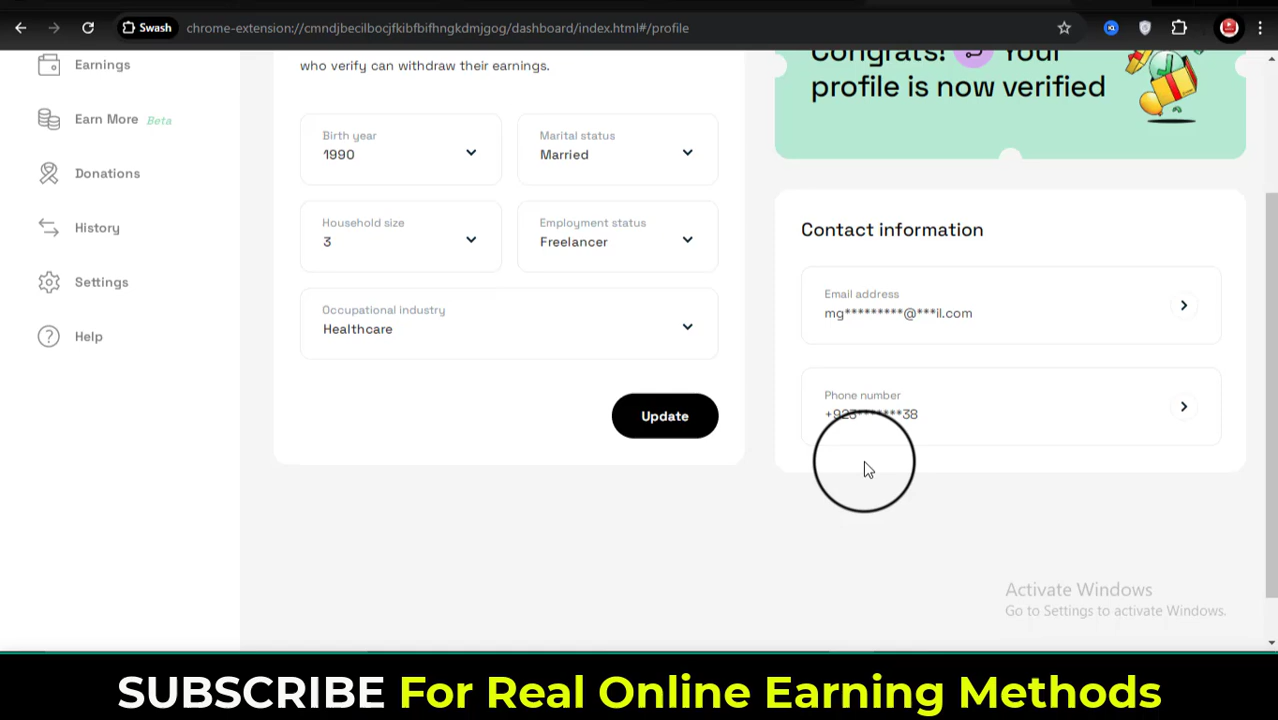 Swash
chrome-extension://cmndjbecilbocjfkibfbifhngkdmjgog/dashboard/index.html#/profile
Earnings
Earn More Beta
Donations
History
Settings
Help
who verify can withdraw their earnings.
Birth year
1990
Marital status
Married
Household size
3
Employment status
Freelancer
Occupational industry
Healthcare
Update
Congrats! Your
profile is now verified
Contact information
Email address
mg*********@***il.com
Phone number
+923*******38
Activate Windows
Go to Settings to activate Windows.
SUBSCRIBE For Real Online Earning Methods